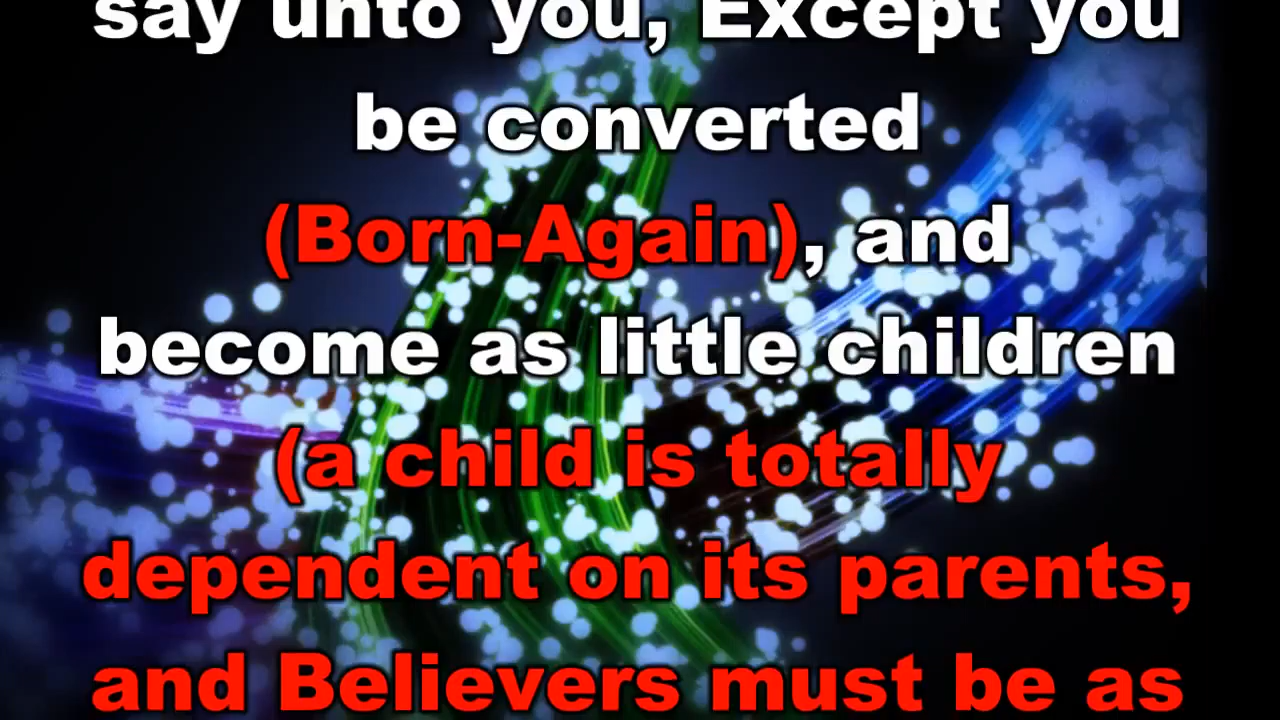 say unto you, Except you
be converted
(Born-Again), and
become as little children
(a child is totally
dependent on its parents,
and Believers must be as